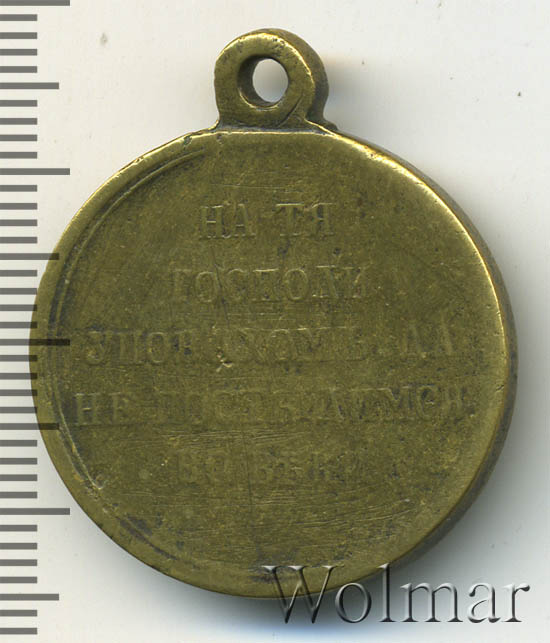 НА ТЯ
ГОСПОДИ
УПОВАХОМЪ, ДА
НЕ ПОСТЫДИМСЯ
ВО ВѢКИ
Wolmar